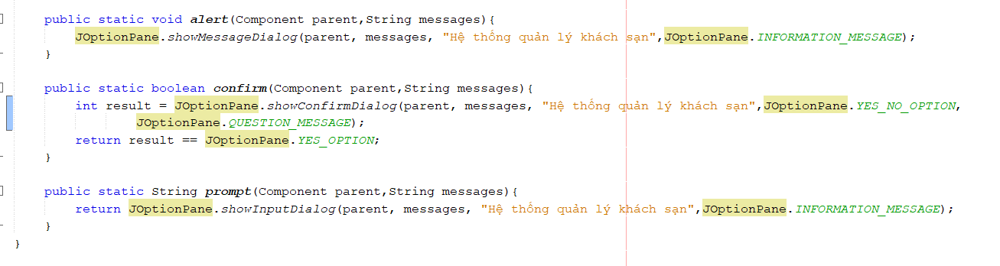 public static void alert(Component parent,String messages){
JOptionPane.showMessageDialog(parent, messages, "Hệ thống quản lý khách sạn",JOptionPane.INFORMATION_MESSAGE);
}
public static boolean confirm(Component parent,String messages){
int result = JOptionPane.showConfirmDialog(parent, messages, "Hệ thống quản lý khách sạn",JOptionPane.YES_NO_OPTION,
JOptionPane.QUESTION_MESSAGE);
return result == JOptionPane.YES_OPTION;
}
public static String prompt(Component parent,String messages){
return JOptionPane.showInputDialog(parent, messages, "Hệ thống quản lý khách sạn",JOptionPane.INFORMATION_MESSAGE);
}
}